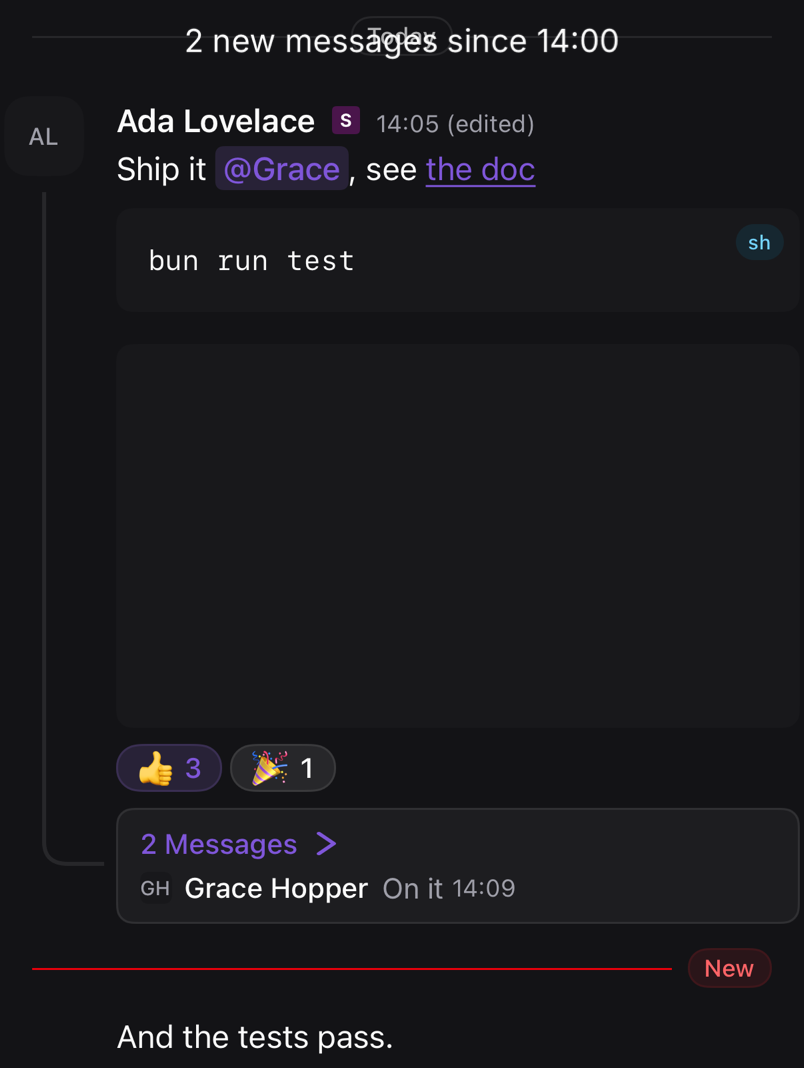 Today
2 new messages since 14:00
AL
Ada Lovelace S 14:05 (edited)
Ship it @Grace, see the doc
sh
bun run test
👍 3 🎉 1
2 Messages >
GH Grace Hopper On it 14:09
New
And the tests pass.